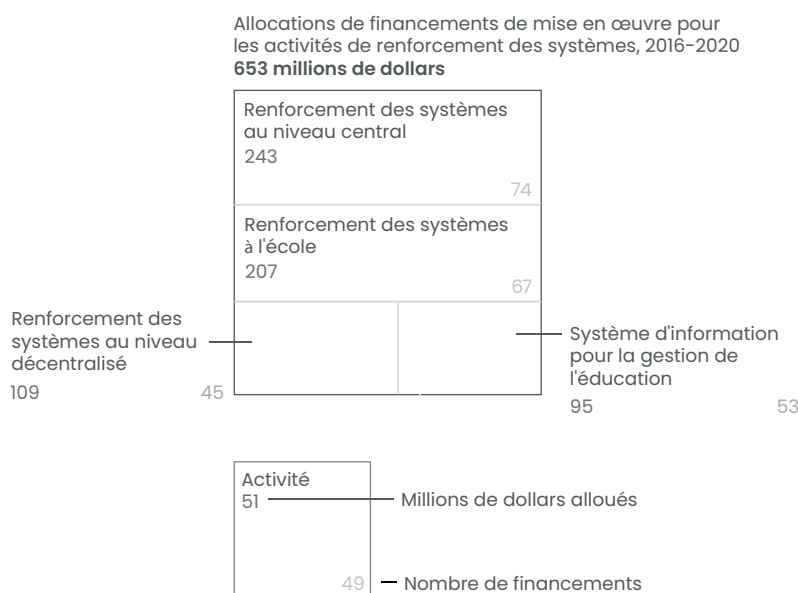 Allocations de financements de mise en œuvre pour
les activités de renforcement des systèmes, 2016-2020
653 millions de dollars
Renforcement des systèmes
au niveau central
243
74
Renforcement des systèmes
à l'école
207
67
Renforcement des
systèmes au niveau
décentralisé
109
45
Système d'information
pour la gestion de
l'éducation
95
53
Activité
51
Millions de dollars alloués
49
Nombre de financements